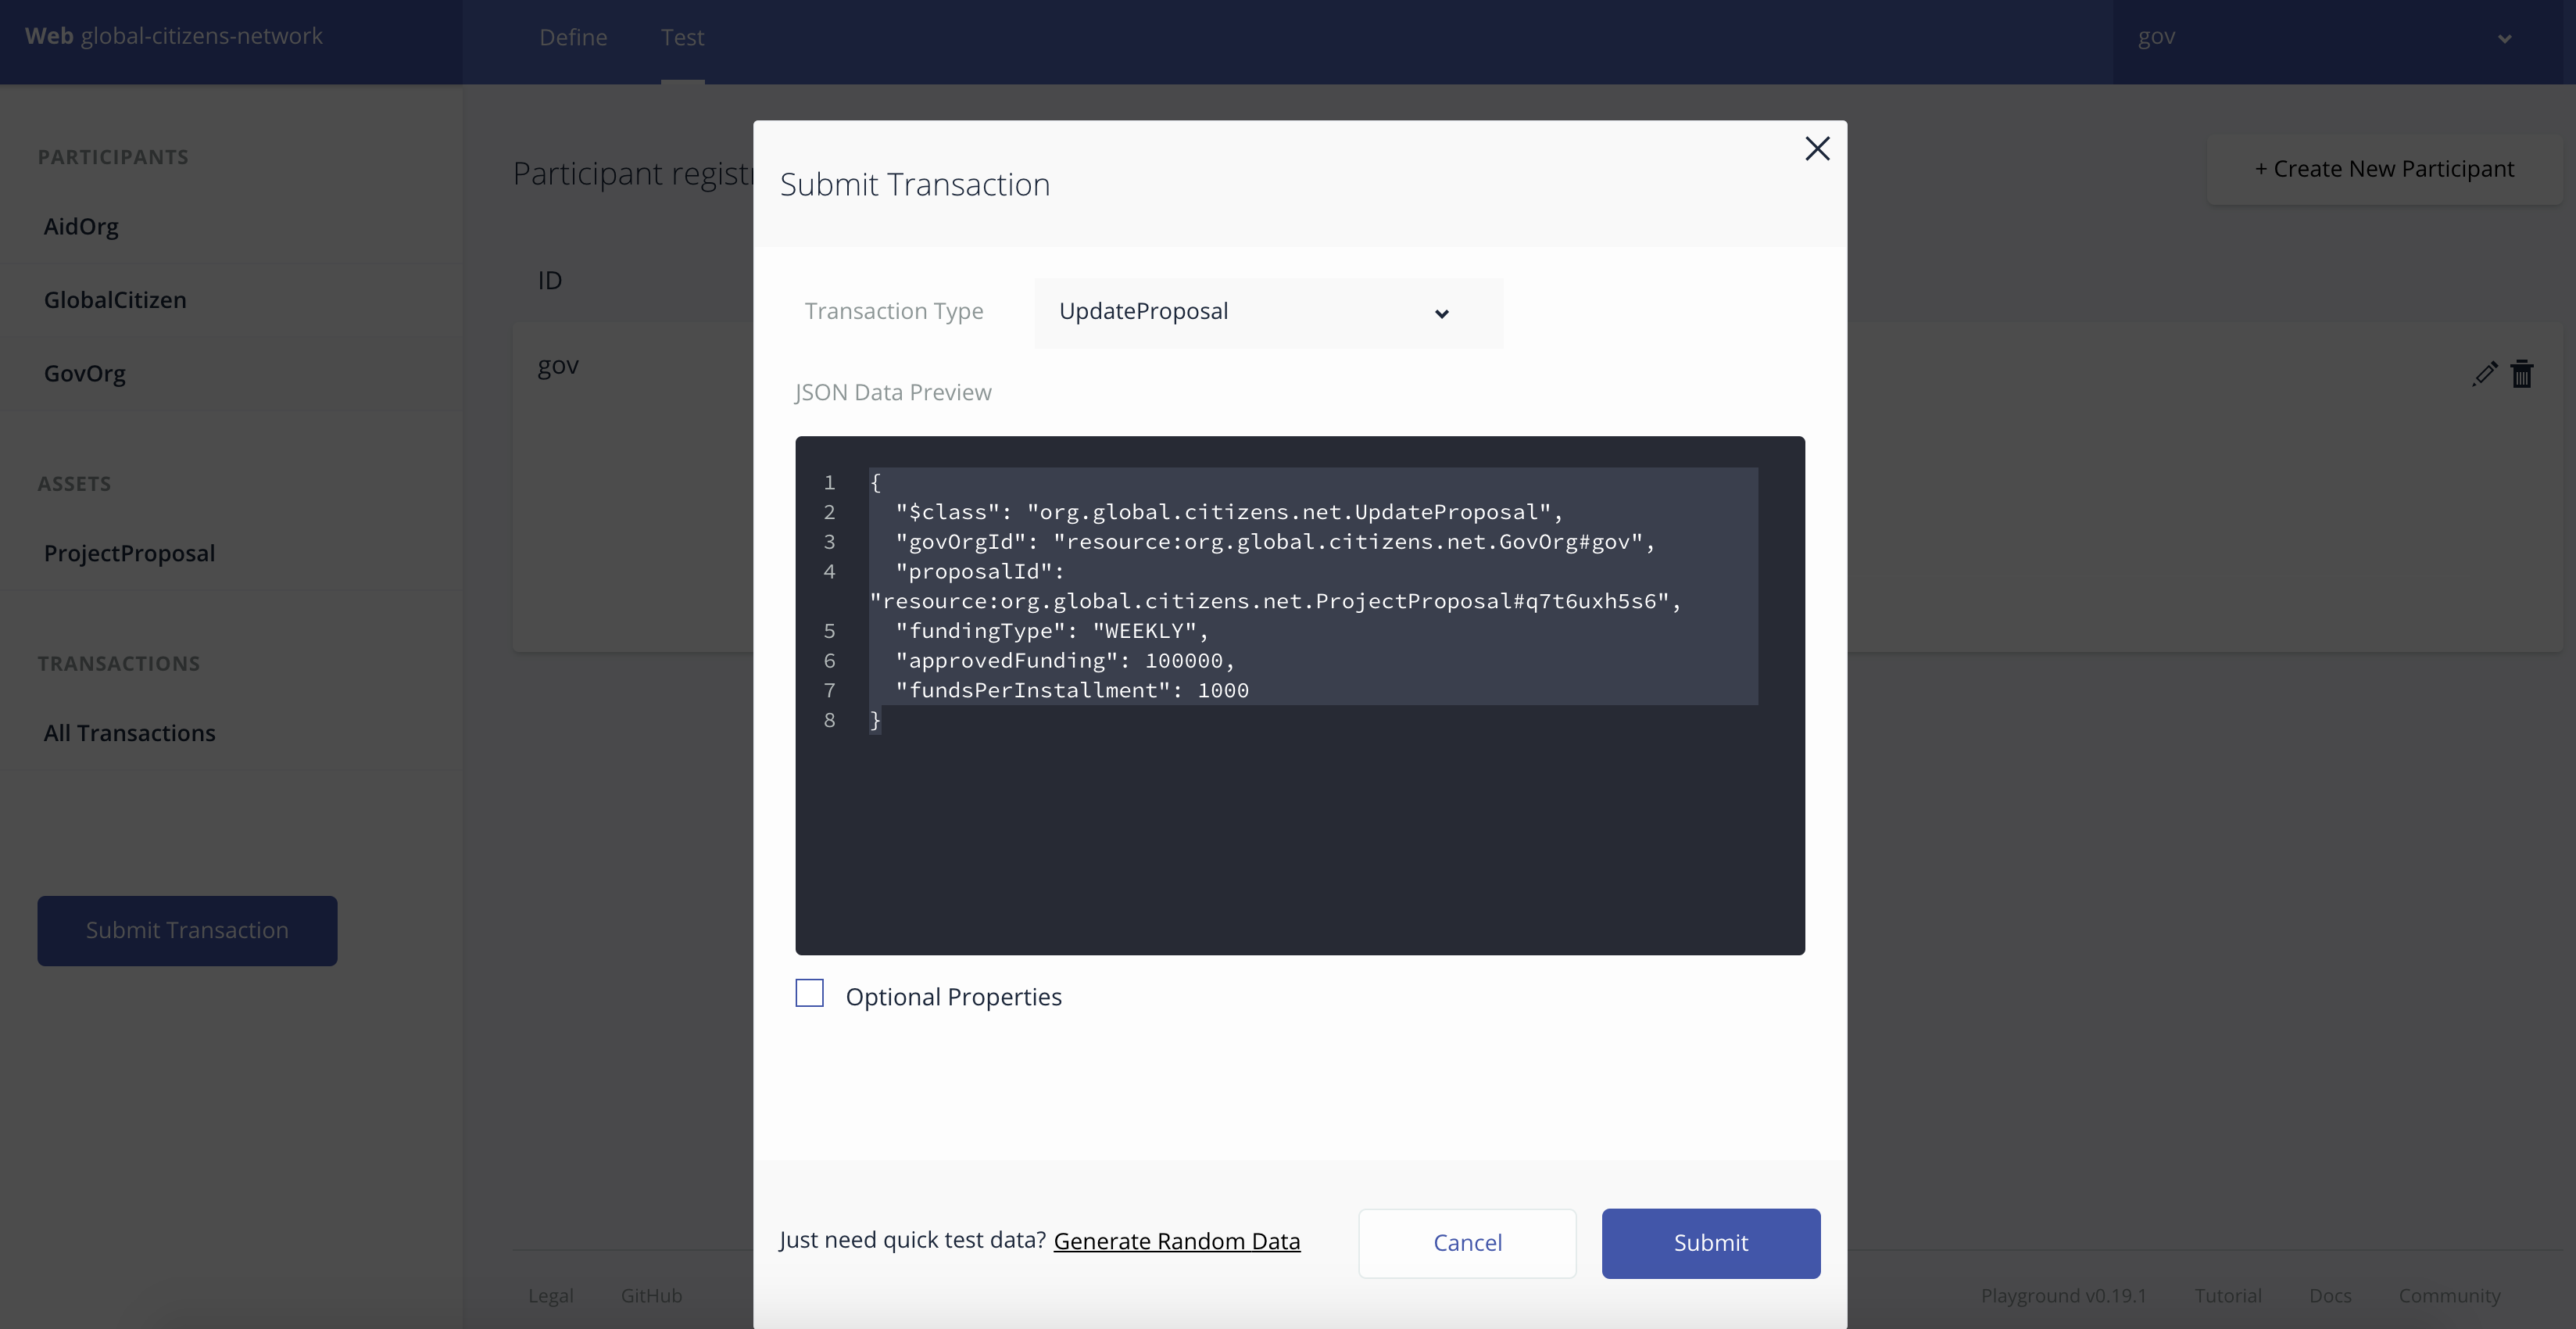 Web global-citizens-network
Define
Test
gov
PARTICIPANTS
AidOrg
GlobalCitizen
GovOrg
ASSETS
ProjectProposal
TRANSACTIONS
All Transactions
Submit Transaction
Participant regist
+ Create New Participant
ID
gov
Submit Transaction
Transaction Type
UpdateProposal
JSON Data Preview
1 {
2 "$class": "org.global.citizens.net.UpdateProposal",
3 "govOrgId": "resource:org.global.citizens.net.GovOrg#gov",
4 "proposalId":
"resource:org.global.citizens.net.ProjectProposal#q7t6uxh5s6",
5 "fundingType": "WEEKLY",
6 "approvedFunding": 100000,
7 "fundsPerInstallment": 1000
8 }
Optional Properties
Just need quick test data? Generate Random Data
Cancel
Submit
Legal
GitHub
Playground v0.19.1
Tutorial
Docs
Community